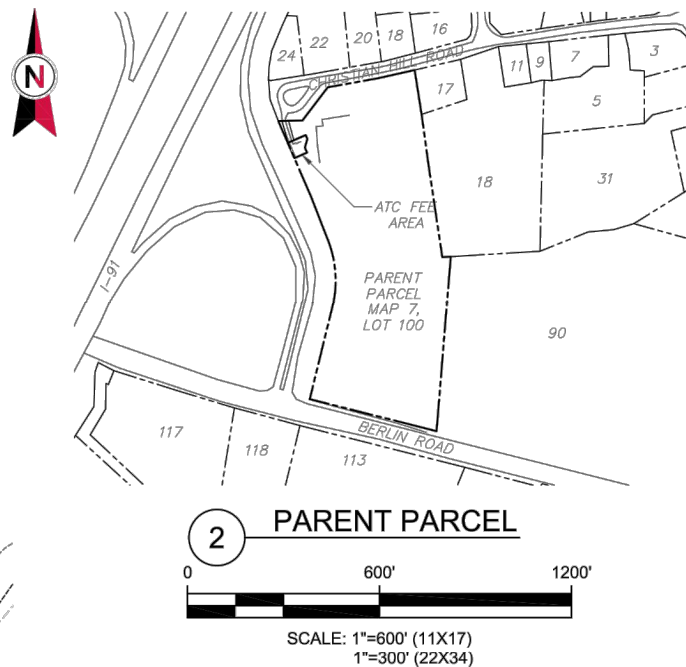 N
24
22
20
18
16
CHRISTIAN HILL ROAD
17
11
9
7
3
5
18
31
ATC FEE
AREA
I-91
PARENT
PARCEL
MAP 7,
LOT 100
90
BERLIN ROAD
117
118
113
2
PARENT PARCEL
0 600' 1200'
SCALE: 1"=600' (11X17)
1"=300' (22X34)